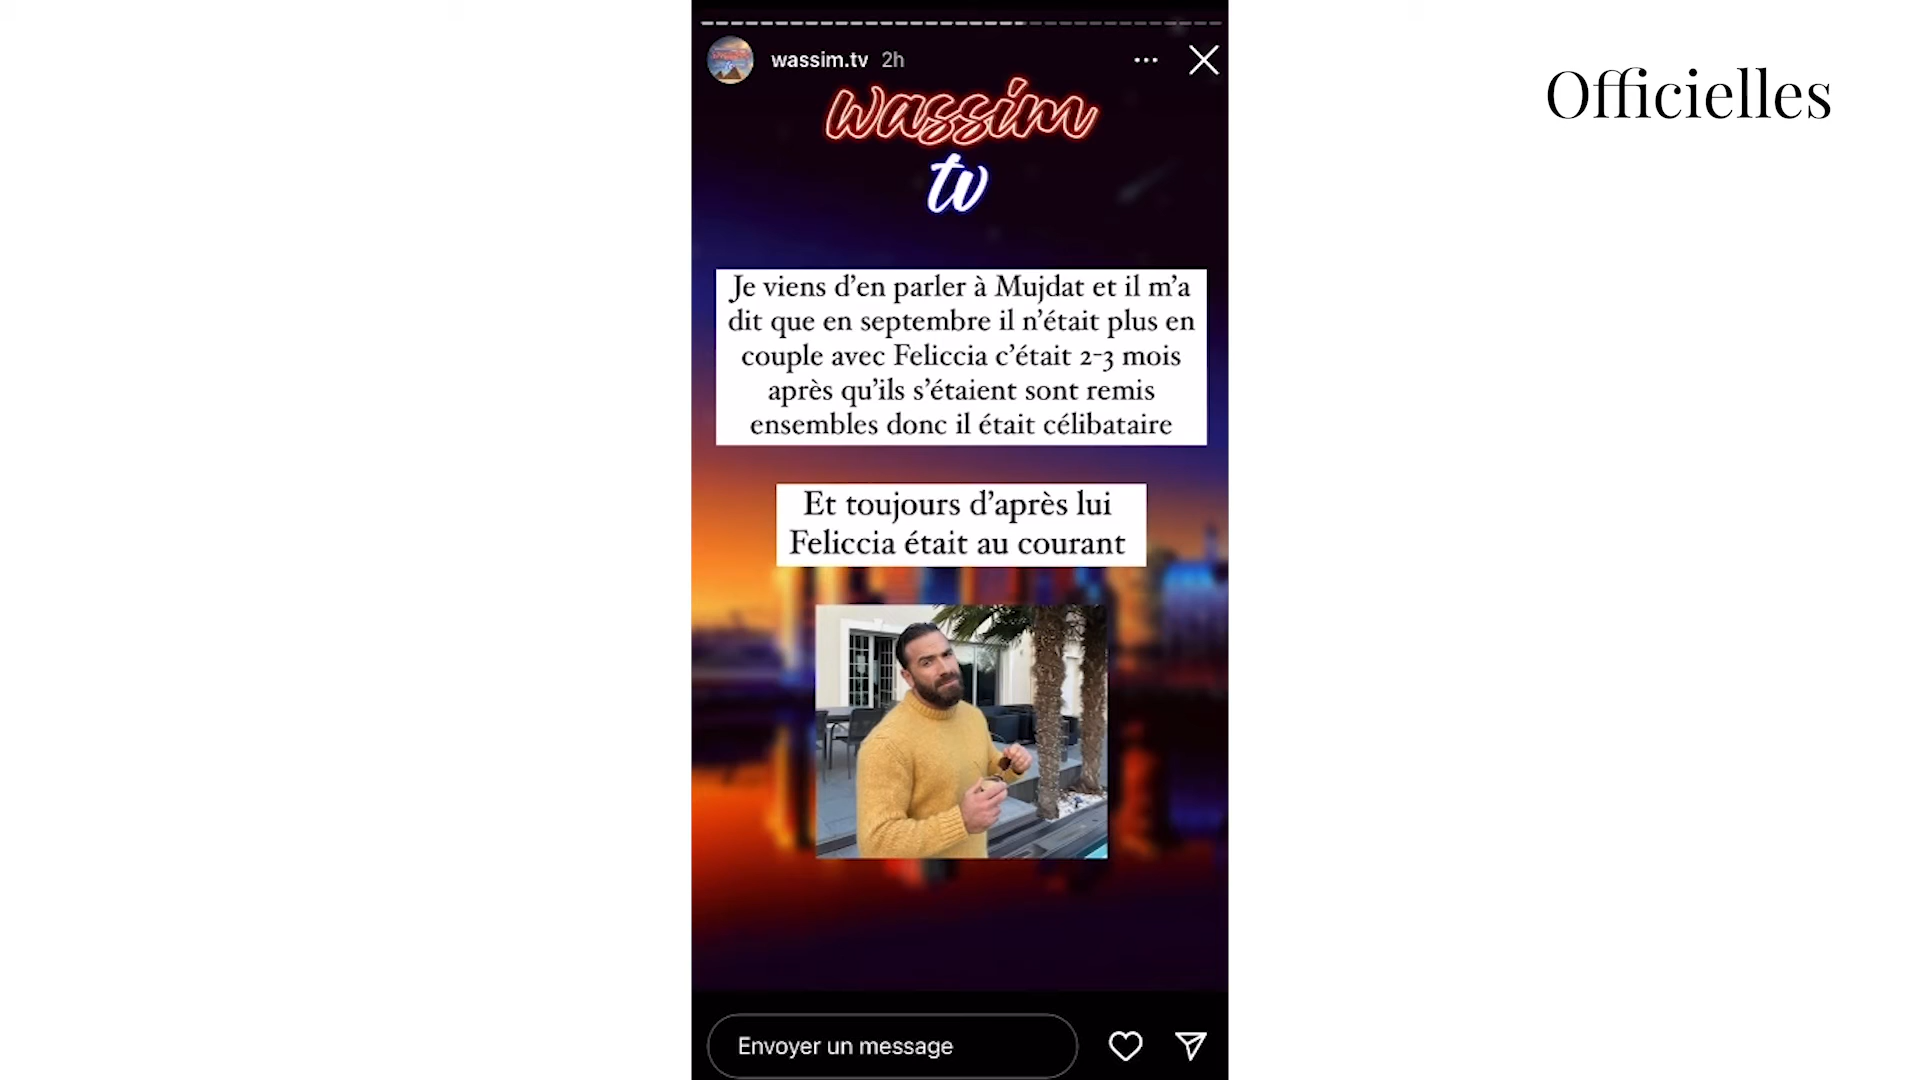 wassim.tv 2h
Officielles
wassim
tv
Je viens d’en parler à Mujdat et il m’a
dit que en septembre il n’était plus en
couple avec Feliccia c’était 2-3 mois
après qu’ils s’étaient sont remis
ensembles donc il était célibataire
Et toujours d’après lui
Feliccia était au courant
Envoyer un message